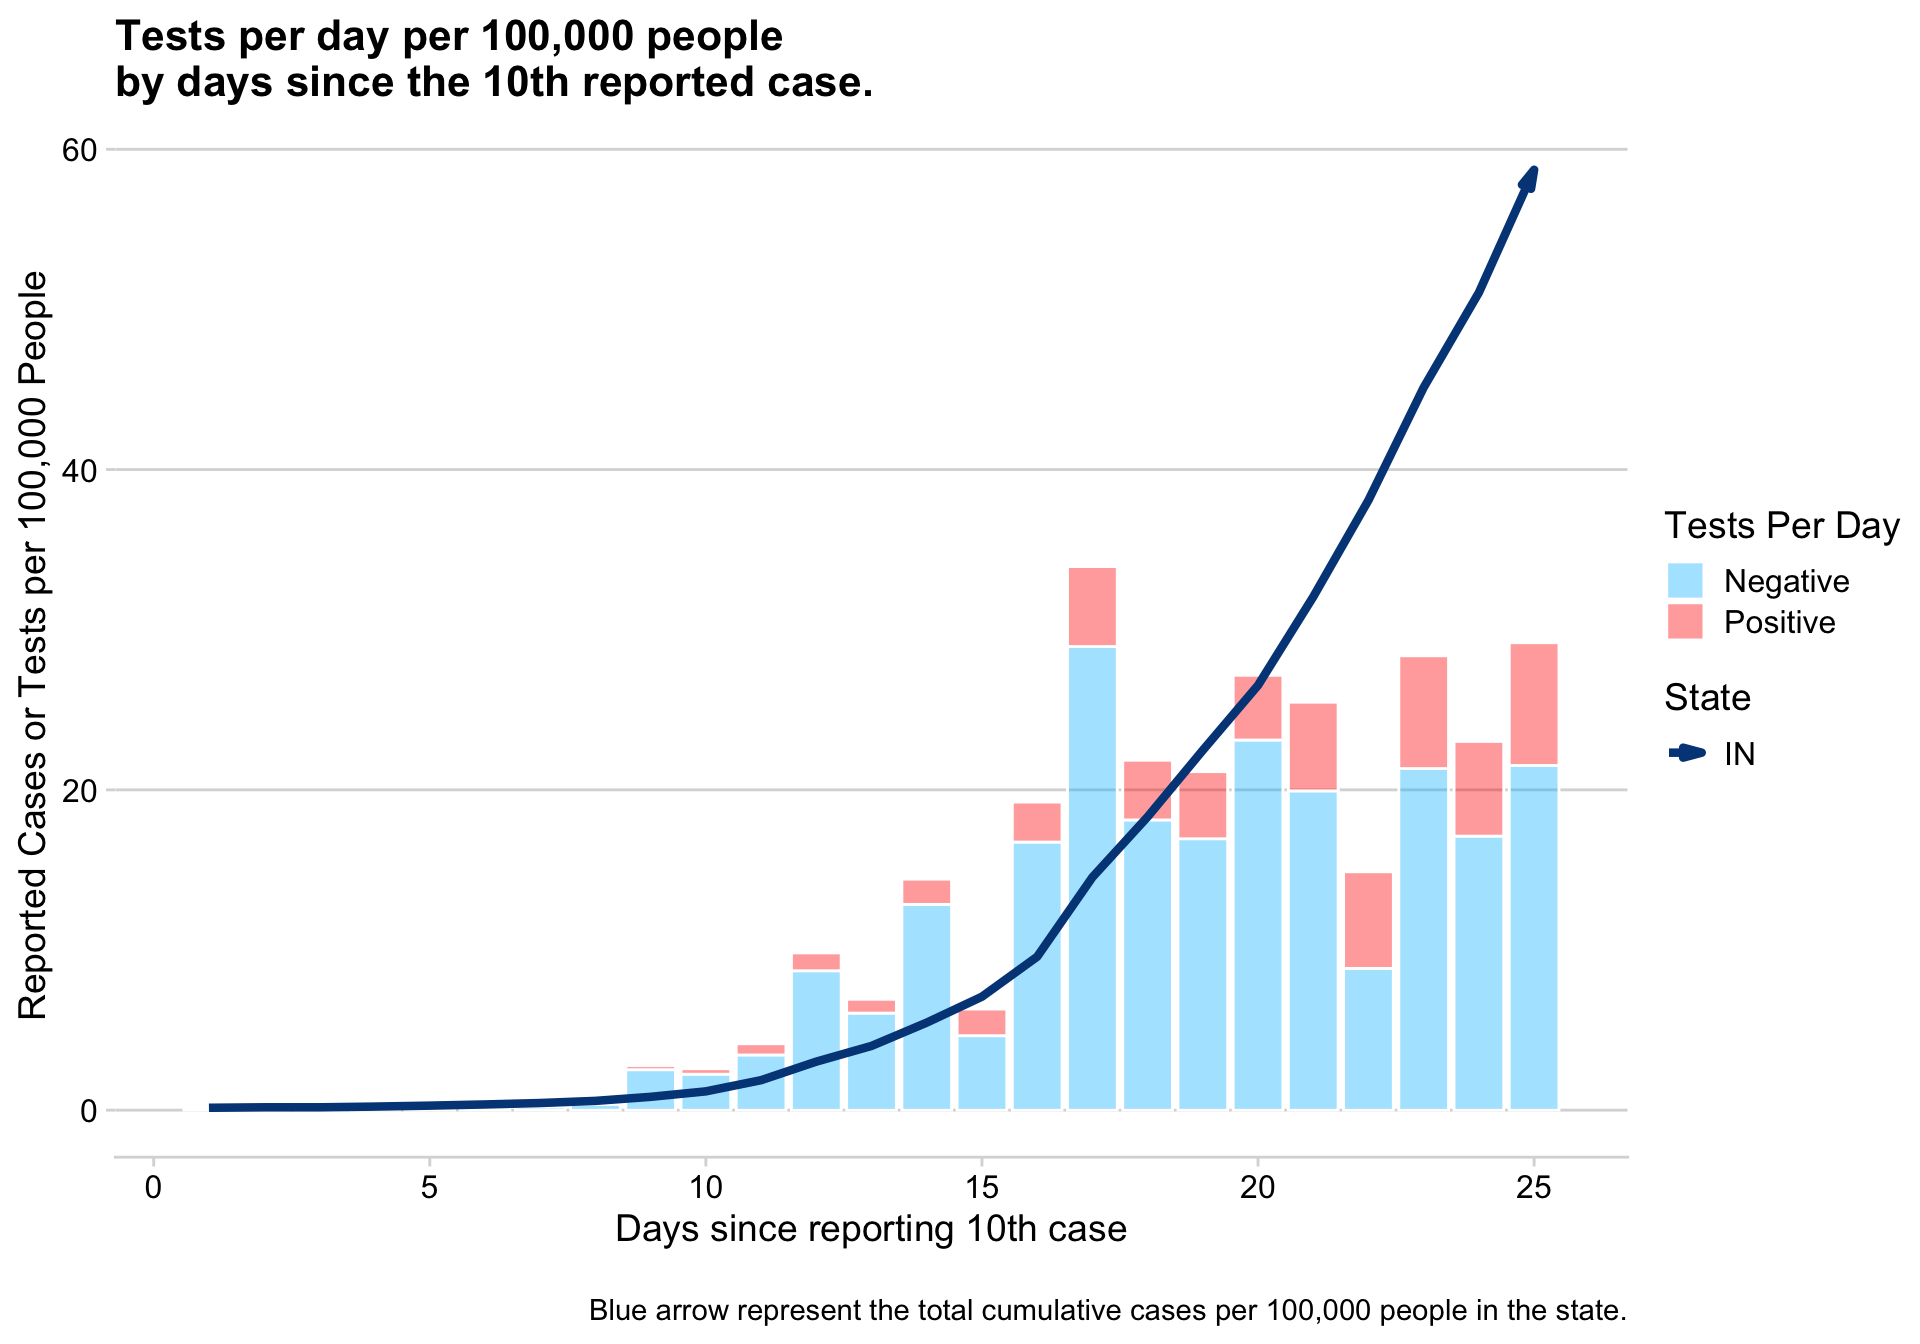 Tests per day per 100,000 people
by days since the 10th reported case.
Reported Cases or Tests per 100,000 People
60
40
20
0
0 5 10 15 20 25
Days since reporting 10th case
Tests Per Day
Negative
Positive
State
IN
Blue arrow represent the total cumulative cases per 100,000 people in the state.